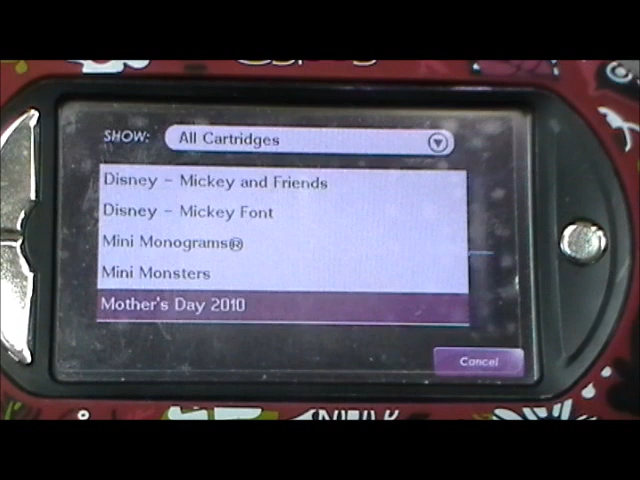 SHOW: All Cartridges
Disney - Mickey and Friends
Disney - Mickey Font
Mini Monograms®
Mini Monsters
Mother's Day 2010
Cancel